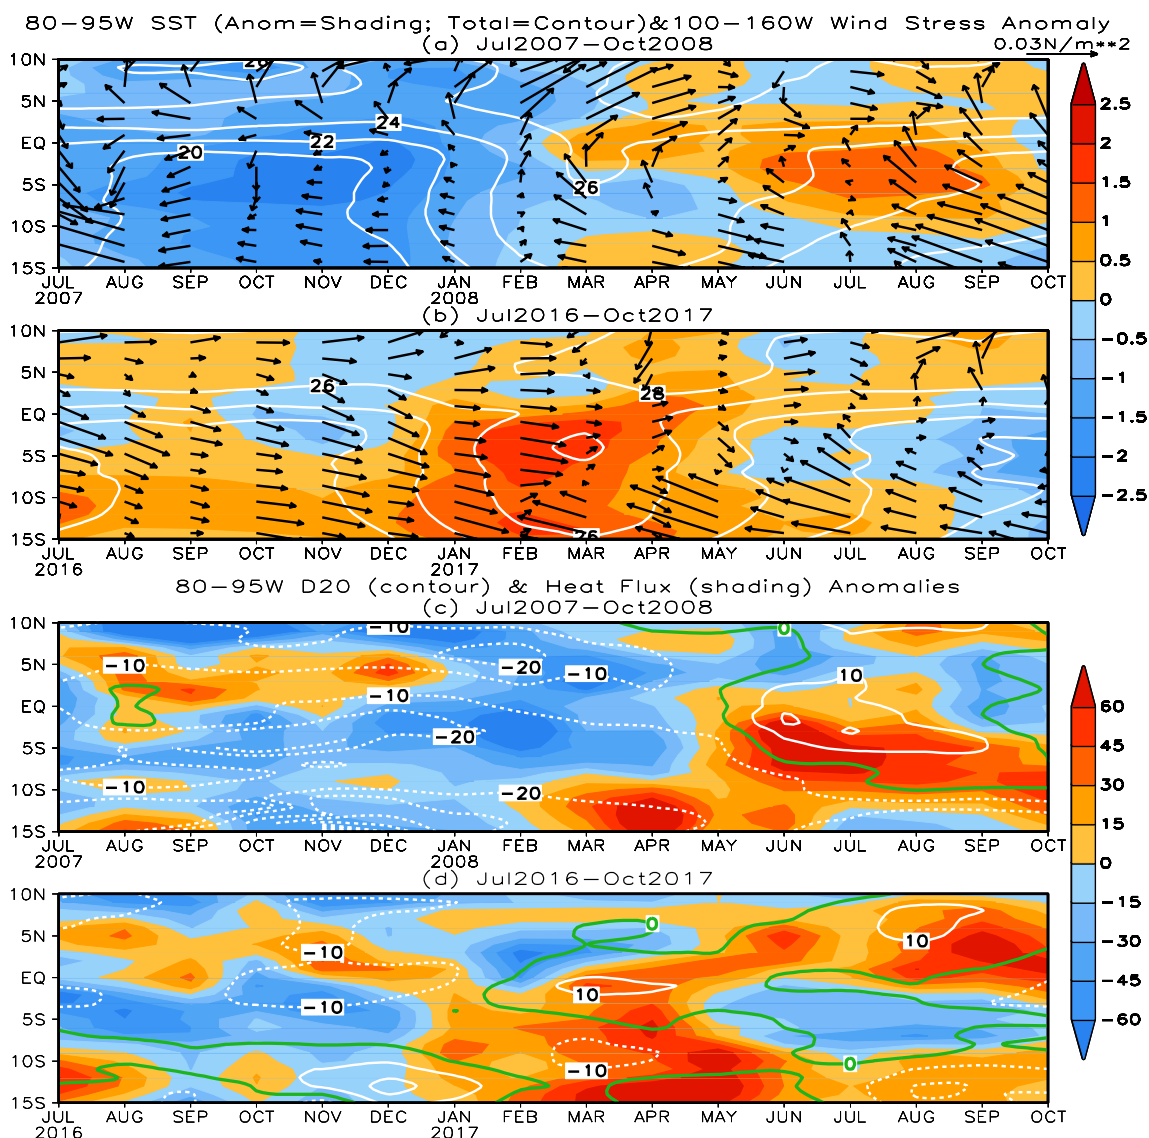 80-95W SST (Anom=Shading; Total=Contour)&100-160W Wind Stress Anomaly
(a) Jul2007-Oct2008
0.03N/m**2
10N
5N
EQ
5S
10S
15S
26
24
22
20
26
JUL AUG SEP OCT NOV DEC JAN FEB MAR APR MAY JUN JUL AUG SEP OCT
2007 2008
(b) Jul2016-Oct2017
10N
5N
EQ
5S
10S
15S
26
28
26
JUL AUG SEP OCT NOV DEC JAN FEB MAR APR MAY JUN JUL AUG SEP OCT
2016 2017
2.5
2
1.5
1
0.5
0
-0.5
-1
-1.5
-2
-2.5
80-95W D20 (contour) & Heat Flux (shading) Anomalies
(c) Jul2007-Oct2008
10N
5N
EQ
5S
10S
15S
-10
0
-10
-20
-10
10
-10
-20
-10
-20
JUL AUG SEP OCT NOV DEC JAN FEB MAR APR MAY JUN JUL AUG SEP OCT
2007 2008
(d) Jul2016-Oct2017
10N
5N
EQ
5S
10S
15S
0
10
-10
10
-10
0
-10
JUL AUG SEP OCT NOV DEC JAN FEB MAR APR MAY JUN JUL AUG SEP OCT
2016 2017
60
45
30
15
0
-15
-30
-45
-60